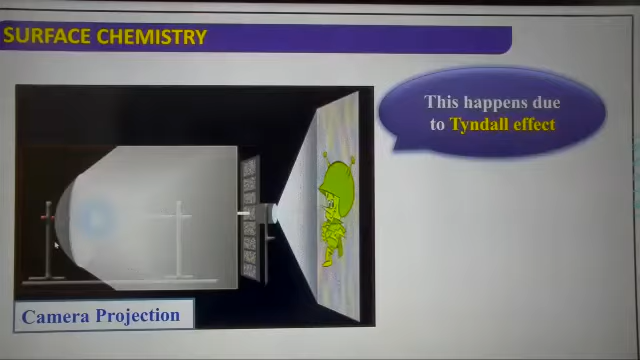 SURFACE CHEMISTRY
This happens due
to Tyndall effect
Camera Projection